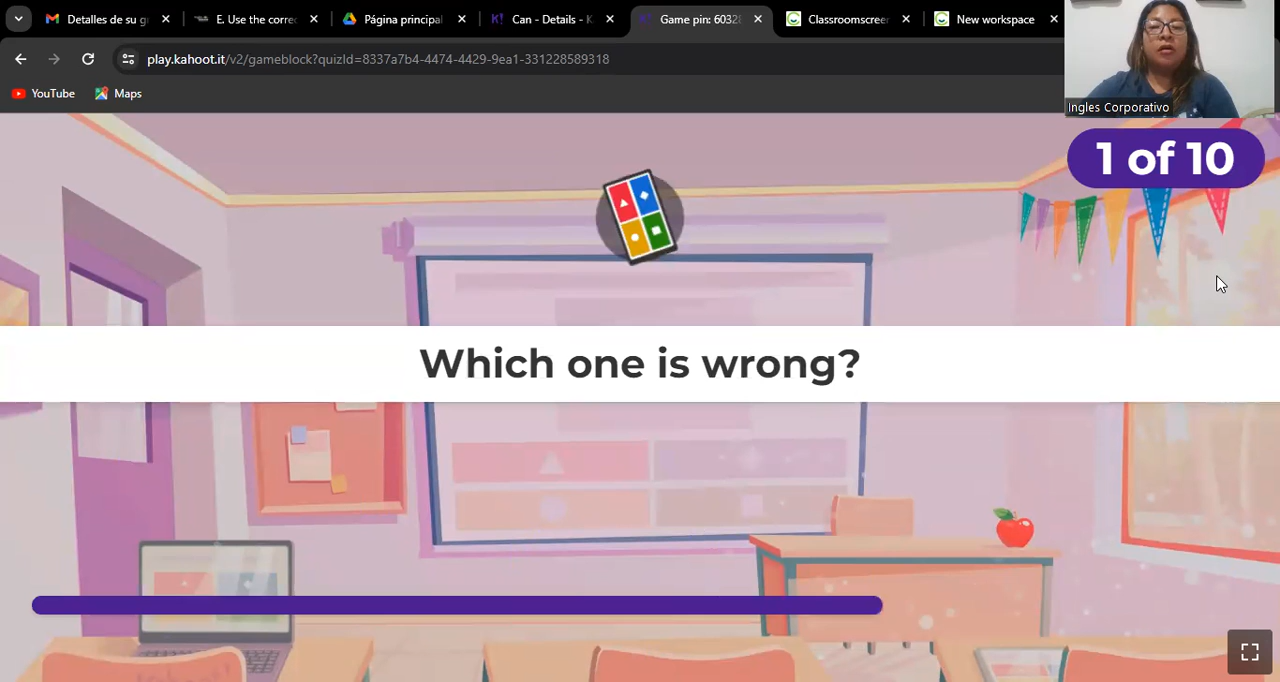 Detalles de su g
E. Use the correc
Página principal
Can - Details - K
Game pin: 6032
Classroomscreen
New workspace
play.kahoot.it/v2/gameblock?quizId=8337a7b4-4474-4429-9ea1-331228589318
YouTube
Maps
Ingles Corporativo
1 of 10
Which one is wrong?